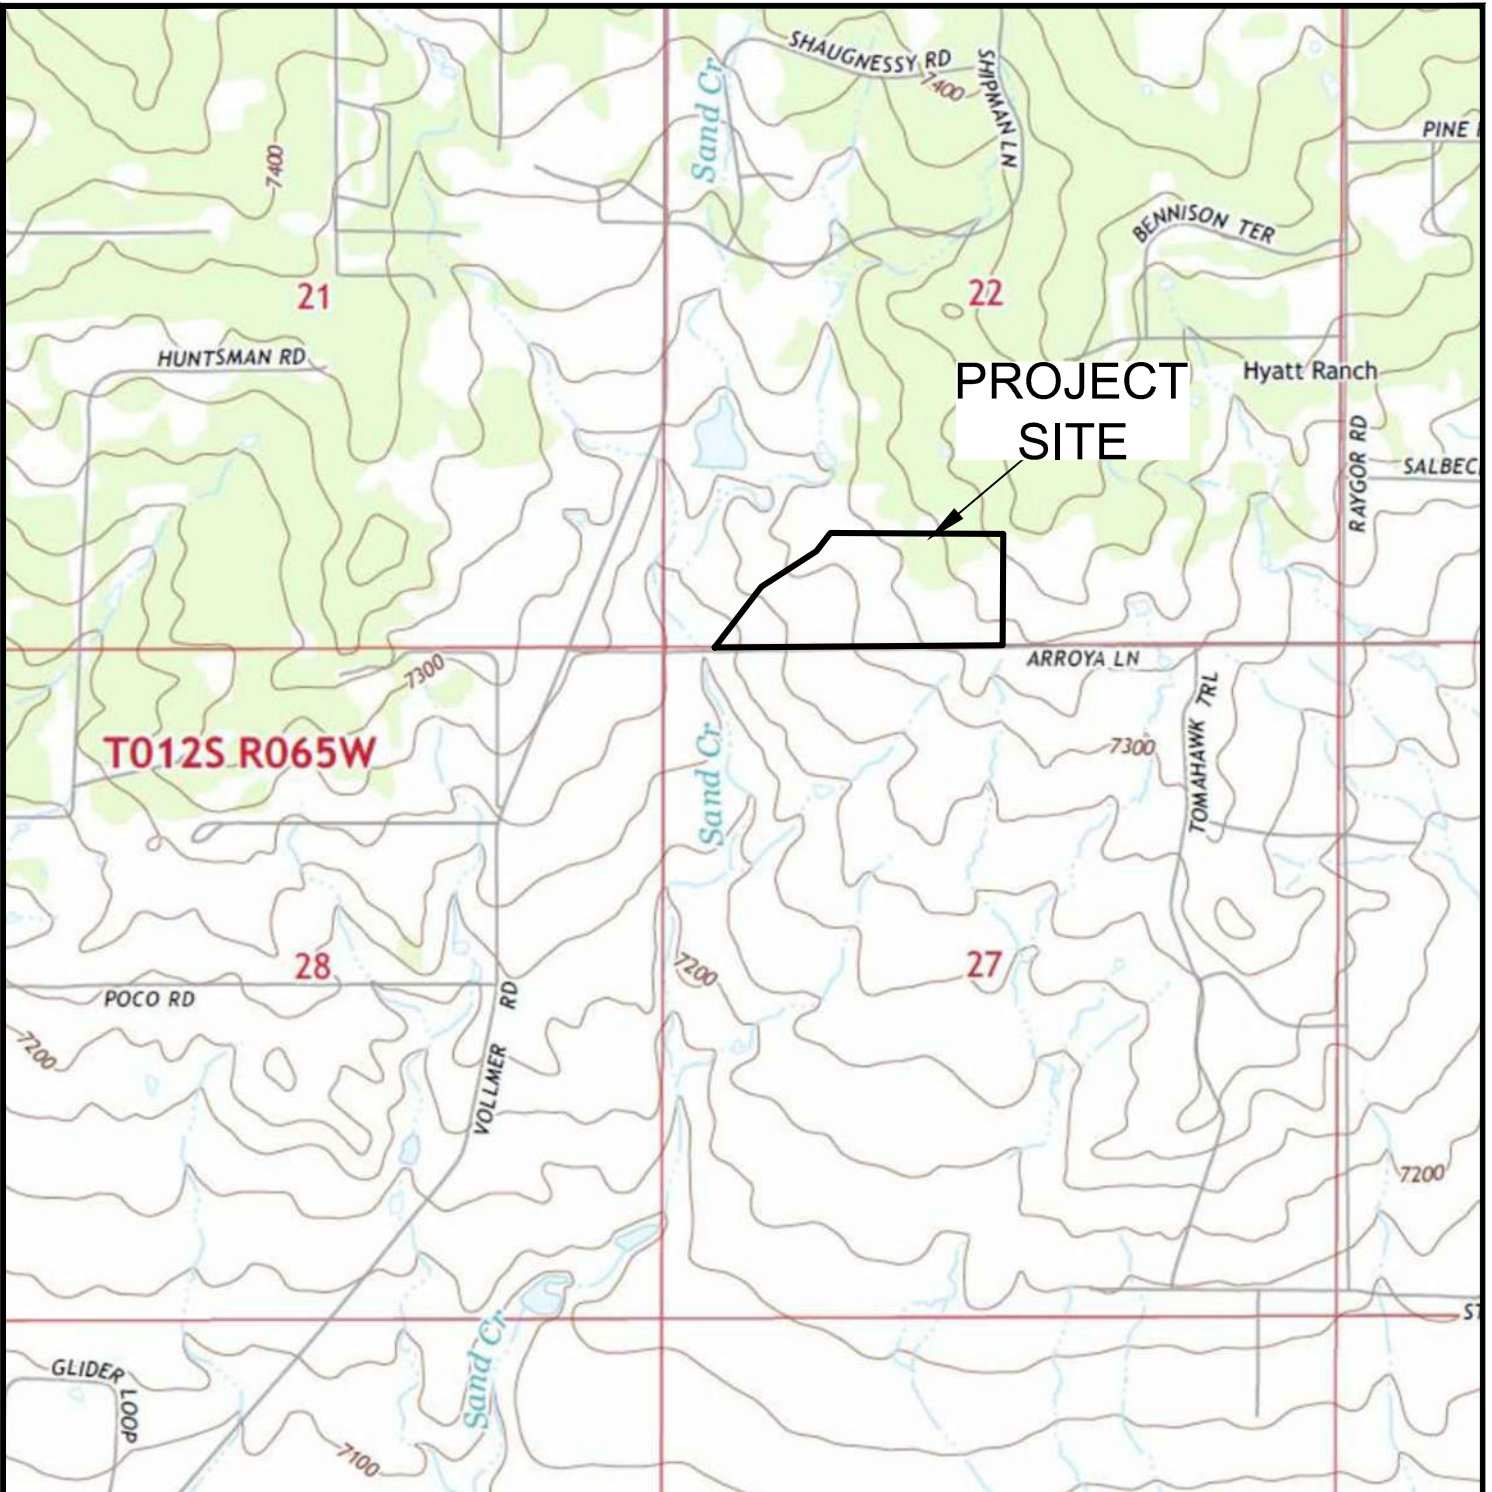 SHAUGNESSY RD
SHIPMAN LN
7400
Sand Cr
PINE
7400
BENNISON TER
21
22
HUNTSMAN RD
Hyatt Ranch
PROJECT
SITE
RAYGOR RD
SALBEC
ARROYA LN
7300
TOMAHAWK TRL
T012S R065W
7300
Sand Cr
28
27
7200
POCO RD
VOLLMER RD
7200
7200
Sand Cr
ST
GLIDER LOOP
7100